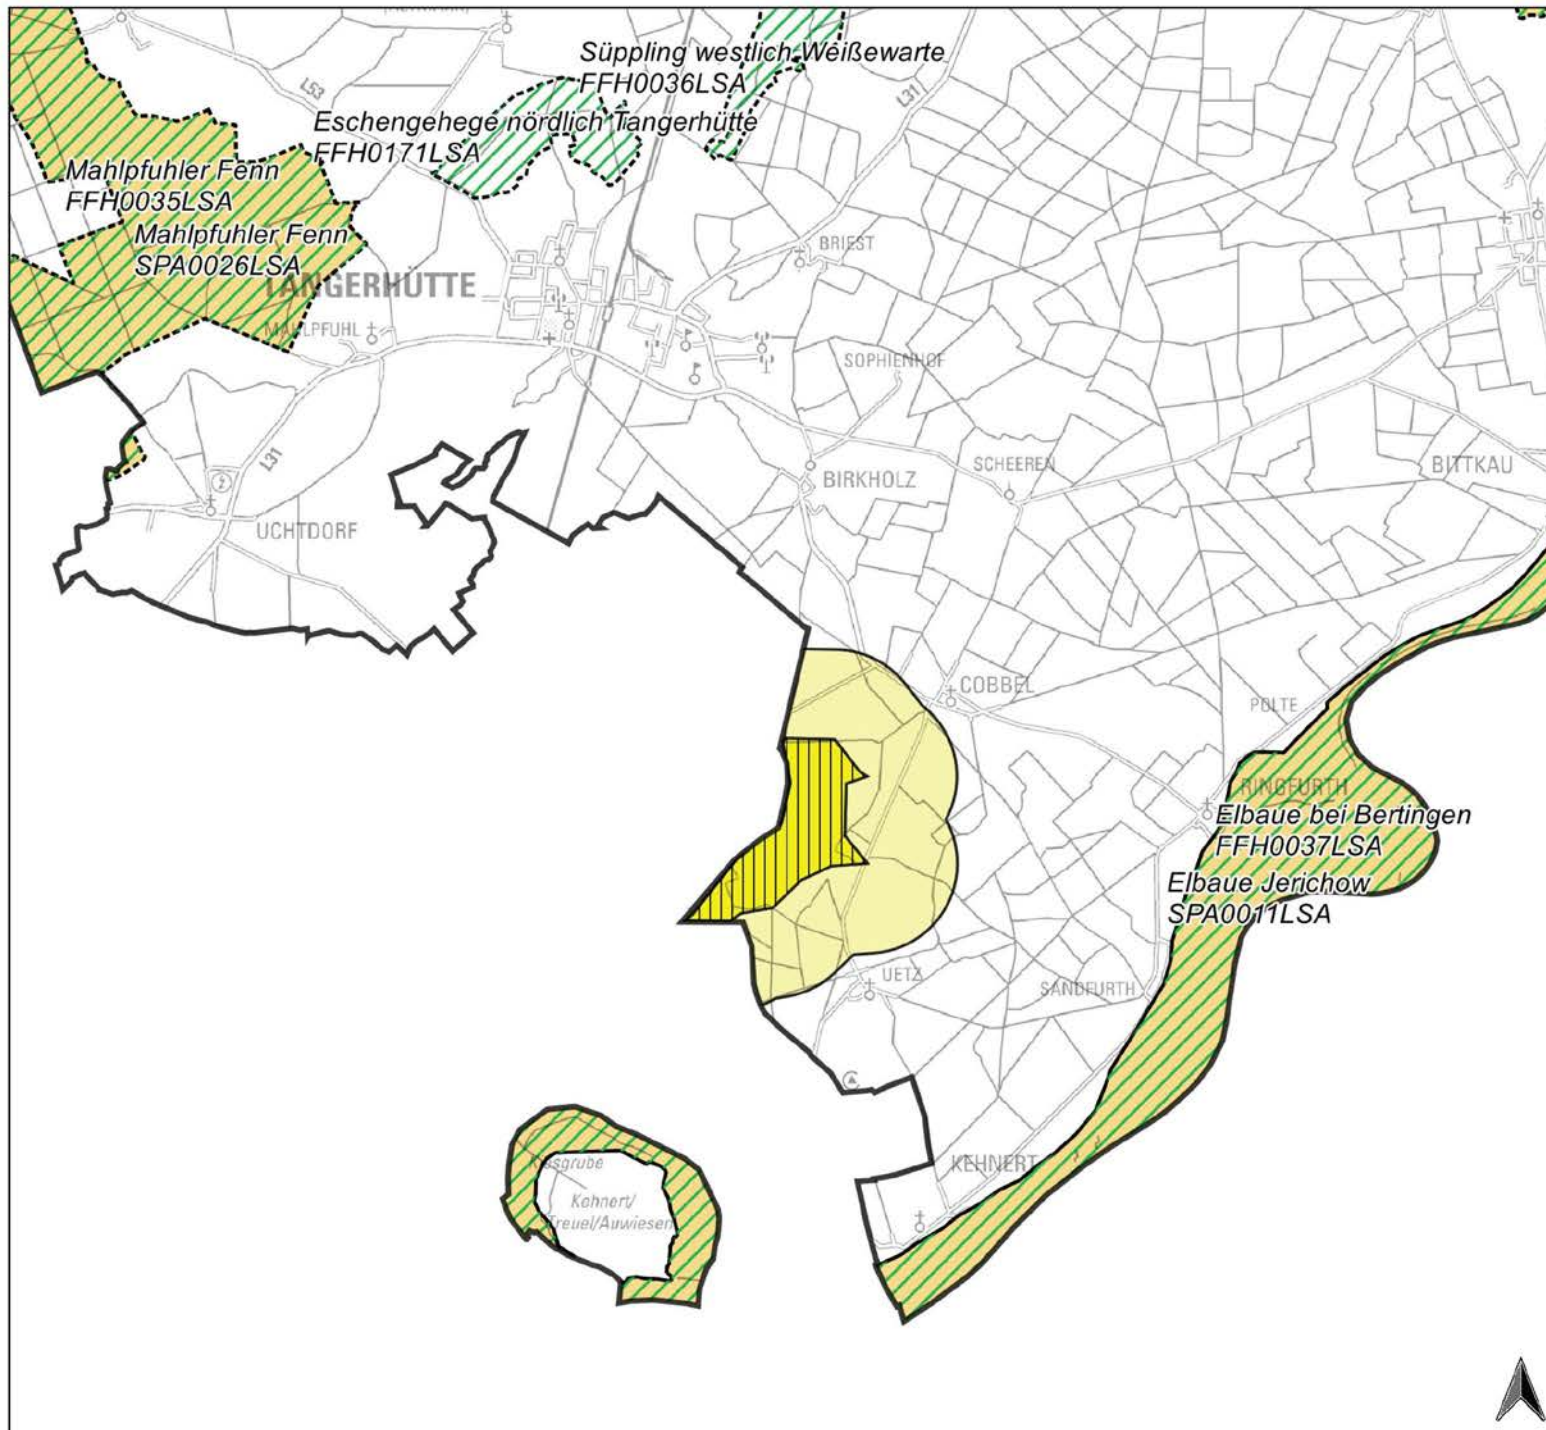 Süppling westlich Weißewarte
FFH0036LSA
L53
L31
Eschengehege nördlich Tangerhütte
FFH0171LSA
Mahlpfuhler Fenn
FFH0035LSA
Mahlpfuhler Fenn
SPA0026LSA
BRIEST
TANGERHÜTTE
MAHLPFUHL
SOPHIENHOF
L31
SCHEEREN
BITTKAU
BIRKHOLZ
UCHTDORF
COBBEL
POLTE
RINGFURTH
Elbaue bei Bertingen
FFH0037LSA
Elbaue Jerichow
SPA0011LSA
UETZ
SANDFURTH
KEHNERT
Kiesgrube
Kehnert/
Treuel/Auwiesen